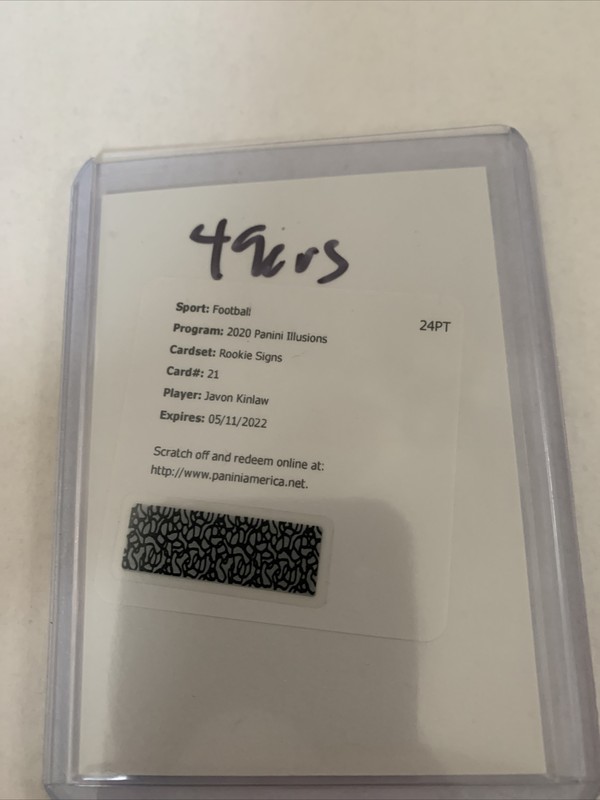 49ers
Sport: Football
24PT
Program: 2020 Panini Illusions
Cardset: Rookie Signs
Card#: 21
Player: Javon Kinlaw
Expires: 05/11/2022
Scratch off and redeem online at:
http://www.paniniamerica.net.